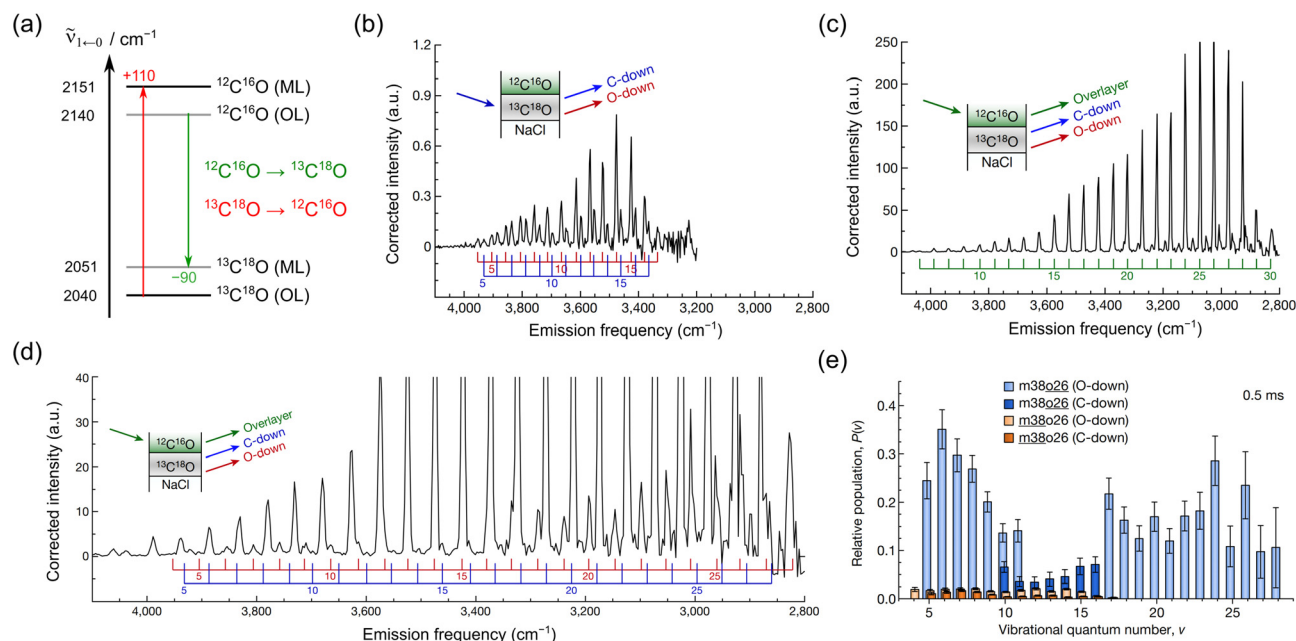 (a)
ν̃₁←₀ / cm⁻¹
+110
2151
¹²C¹⁶O (ML)
2140
¹²C¹⁶O (OL)
¹²C¹⁶O → ¹³C¹⁸O
¹³C¹⁸O → ¹²C¹⁶O
2051
¹³C¹⁸O (ML)
−90
2040
¹³C¹⁸O (OL)
(b)
Corrected intensity (a.u.)
1.2
0.9
0.6
0.3
0
¹²C¹⁶O
¹³C¹⁸O
NaCl
C-down
O-down
5 10 15
5 10 15
4,000 3,800 3,600 3,400 3,200 3,000 2,800
Emission frequency (cm⁻¹)
(c)
Corrected intensity (a.u.)
250
200
150
100
50
0
¹²C¹⁶O
¹³C¹⁸O
NaCl
Overlayer
C-down
O-down
10 15 20 25 30
4,000 3,800 3,600 3,400 3,200 3,000 2,800
Emission frequency (cm⁻¹)
(d)
Corrected intensity (a.u.)
40
30
20
10
0
¹²C¹⁶O
¹³C¹⁸O
NaCl
Overlayer
C-down
O-down
5 10 15 20 25
5 10 15 20 25
4,000 3,800 3,600 3,400 3,200 3,000 2,800
Emission frequency (cm⁻¹)
(e)
Relative population, P(v)
0.4
0.3
0.2
0.1
0.0
m38o26 (O-down)
m38o26 (C-down)
m38o26 (O-down)
m38o26 (C-down)
0.5 ms
5 10 15 20 25
Vibrational quantum number, v